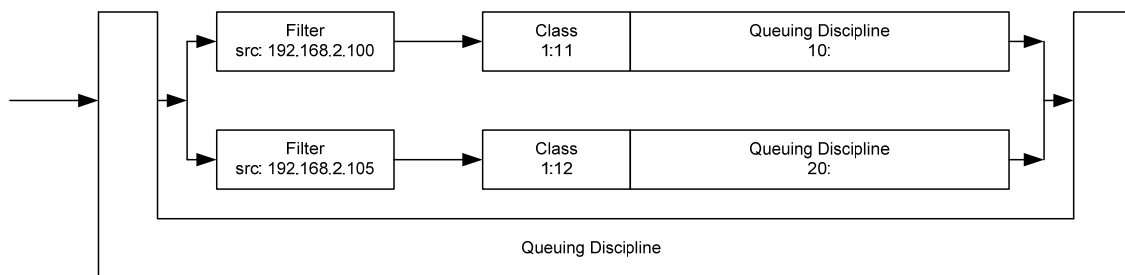 Filter
src: 192.168.2.100
Class
1:11
Queuing Discipline
10:
Filter
src: 192.168.2.105
Class
1:12
Queuing Discipline
20:
Queuing Discipline